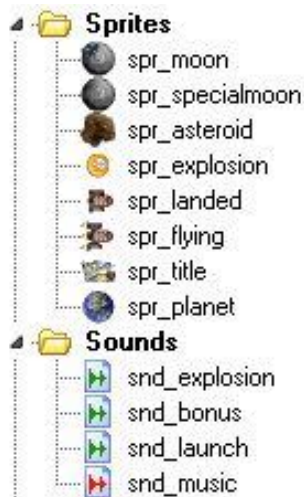 Sprites
spr_moon
spr_specialmoon
spr_asteroid
spr_explosion
spr_landed
spr_flying
spr_title
spr_planet
Sounds
snd_explosion
snd_bonus
snd_launch
snd_music